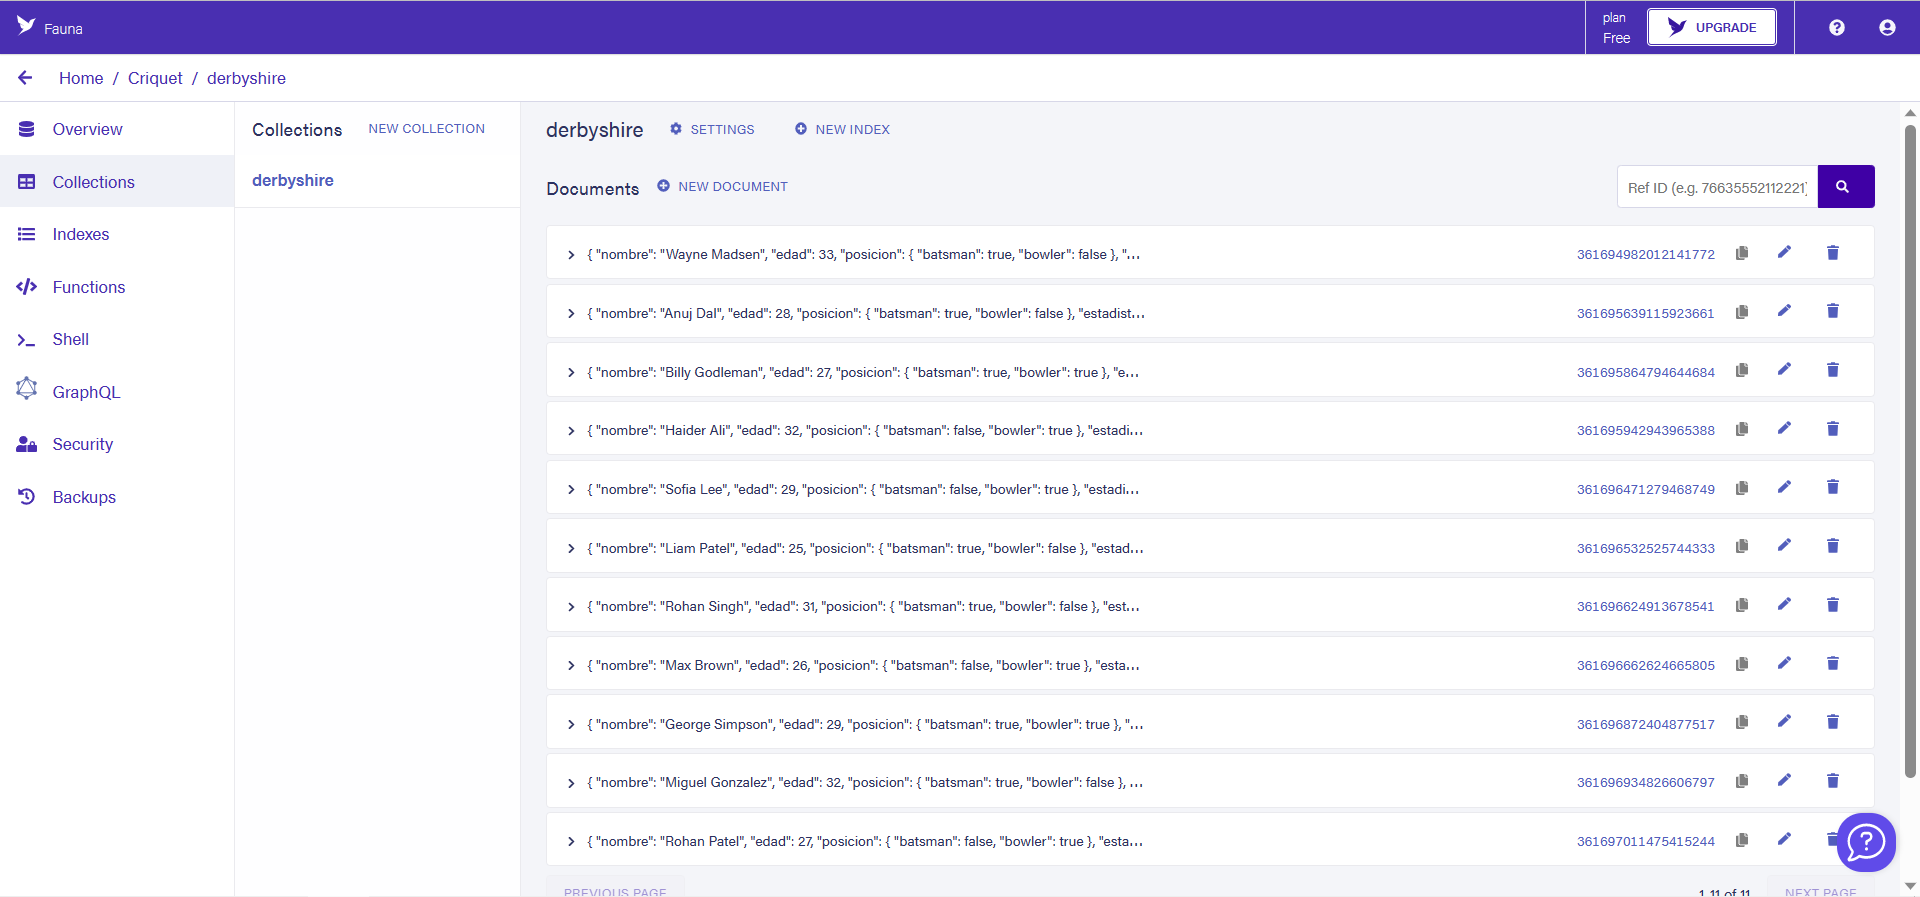 Fauna
plan
Free
UPGRADE
Home / Criquet / derbyshire
Overview
Collections
Indexes
Functions
Shell
GraphQL
Security
Backups
Collections NEW COLLECTION
derbyshire
derbyshire SETTINGS NEW INDEX
Documents NEW DOCUMENT
Ref ID (e.g. 76635552112221)
{ "nombre": "Wayne Madsen", "edad": 33, "posicion": { "batsman": true, "bowler": false }, "... 361694982012141772
{ "nombre": "Anuj Dal", "edad": 28, "posicion": { "batsman": true, "bowler": false }, "estadist... 361695639115923661
{ "nombre": "Billy Godleman", "edad": 27, "posicion": { "batsman": true, "bowler": true }, "e... 361695864794644684
{ "nombre": "Haider Ali", "edad": 32, "posicion": { "batsman": false, "bowler": true }, "estadi... 361695942943965388
{ "nombre": "Sofia Lee", "edad": 29, "posicion": { "batsman": false, "bowler": true }, "estadi... 361696471279468749
{ "nombre": "Liam Patel", "edad": 25, "posicion": { "batsman": true, "bowler": false }, "estad... 361696532525744333
{ "nombre": "Rohan Singh", "edad": 31, "posicion": { "batsman": true, "bowler": false }, "est... 361696624913678541
{ "nombre": "Max Brown", "edad": 26, "posicion": { "batsman": false, "bowler": true }, "esta... 361696662624665805
{ "nombre": "George Simpson", "edad": 29, "posicion": { "batsman": true, "bowler": true }, "... 361696872404877517
{ "nombre": "Miguel Gonzalez", "edad": 32, "posicion": { "batsman": true, "bowler": false }, ... 361696934826606797
{ "nombre": "Rohan Patel", "edad": 27, "posicion": { "batsman": false, "bowler": true }, "esta... 361697011475415244
PREVIOUS PAGE 1-11 of 11 NEXT PAGE